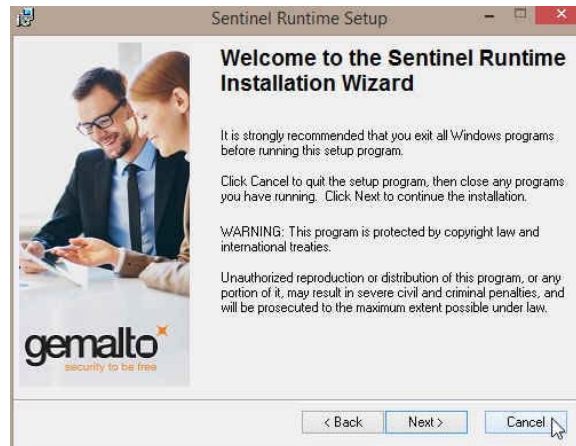 Sentinel Runtime Setup
Welcome to the Sentinel Runtime
Installation Wizard
It is strongly recommended that you exit all Windows programs
before running this setup program.
Click Cancel to quit the setup program, then close any programs
you have running. Click Next to continue the installation.
WARNING: This program is protected by copyright law and
international treaties.
Unauthorized reproduction or distribution of this program, or any
portion of it, may result in severe civil and criminal penalties, and
will be prosecuted to the maximum extent possible under law.
gemalto
security to be free
< Back
Next >
Cancel